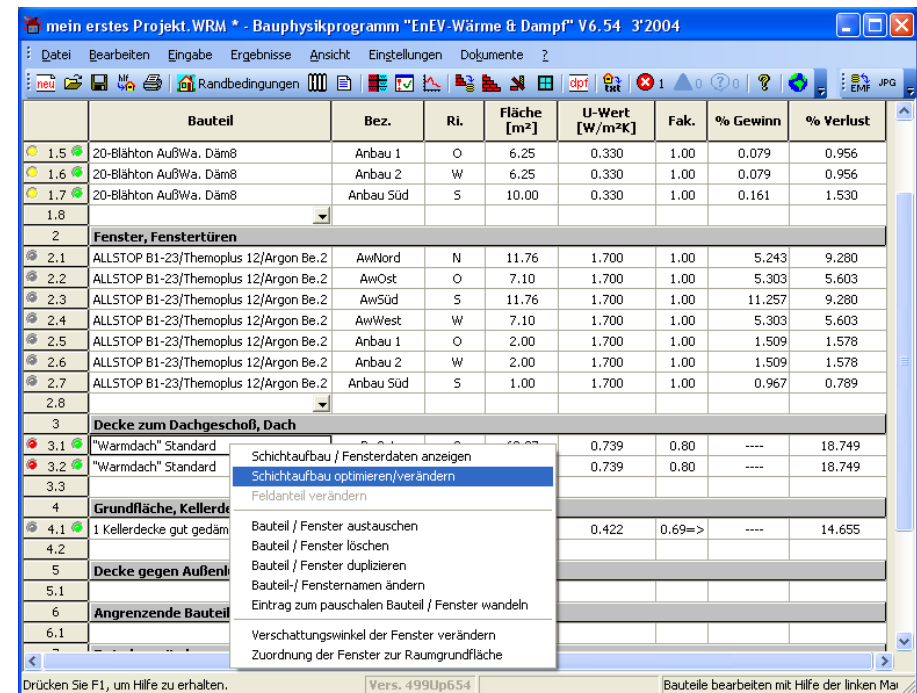 mein erstes Projekt.WRM * - Bauphysikprogramm "EnEV-Wärme & Dampf" V6.54 3'2004
Datei Bearbeiten Eingabe Ergebnisse Ansicht Einstellungen Dokumente ?
neu Randbedingungen dpf txt 1 0 0 EMF JPG
Bauteil Bez. Ri. Fläche [m²] U-Wert [W/m²K] Fak. % Gewinn % Verlust
1.5 20-Blähton AußWa. Däm8 Anbau 1 O 6.25 0.330 1.00 0.079 0.956
1.6 20-Blähton AußWa. Däm8 Anbau 2 W 6.25 0.330 1.00 0.079 0.956
1.7 20-Blähton AußWa. Däm8 Anbau Süd S 10.00 0.330 1.00 0.161 1.530
1.8
2 Fenster, Fenstertüren
2.1 ALLSTOP B1-23/Themoplus 12/Argon Be.2 AwNord N 11.76 1.700 1.00 5.243 9.280
2.2 ALLSTOP B1-23/Themoplus 12/Argon Be.2 AwOst O 7.10 1.700 1.00 5.303 5.603
2.3 ALLSTOP B1-23/Themoplus 12/Argon Be.2 AwSüd S 11.76 1.700 1.00 11.257 9.280
2.4 ALLSTOP B1-23/Themoplus 12/Argon Be.2 AwWest W 7.10 1.700 1.00 5.303 5.603
2.5 ALLSTOP B1-23/Themoplus 12/Argon Be.2 Anbau 1 O 2.00 1.700 1.00 1.509 1.578
2.6 ALLSTOP B1-23/Themoplus 12/Argon Be.2 Anbau 2 W 2.00 1.700 1.00 1.509 1.578
2.7 ALLSTOP B1-23/Themoplus 12/Argon Be.2 Anbau Süd S 1.00 1.700 1.00 0.967 0.789
2.8
3 Decke zum Dachgeschoß, Dach
3.1 "Warmdach" Standard 0.739 0.80 ---- 18.749
3.2 "Warmdach" Standard 0.739 0.80 ---- 18.749
3.3
4 Grundfläche, Kellerde
4.1 1 Kellerdecke gut gedäm 0.422 0.69=> ---- 14.655
4.2
5 Decke gegen Außenl
5.1
6 Angrenzende Bauteil
6.1
Schichtaufbau / Fensterdaten anzeigen
Schichtaufbau optimieren/verändern
Feldanteil verändern
Bauteil / Fenster austauschen
Bauteil / Fenster löschen
Bauteil / Fenster duplizieren
Bauteil-/ Fensternamen ändern
Eintrag zum pauschalen Bauteil / Fenster wandeln
Verschattungswinkel der Fenster verändern
Zuordnung der Fenster zur Raumgrundfläche
Drücken Sie F1, um Hilfe zu erhalten. Vers. 499Up654 Bauteile bearbeiten mit Hilfe der linken Mau